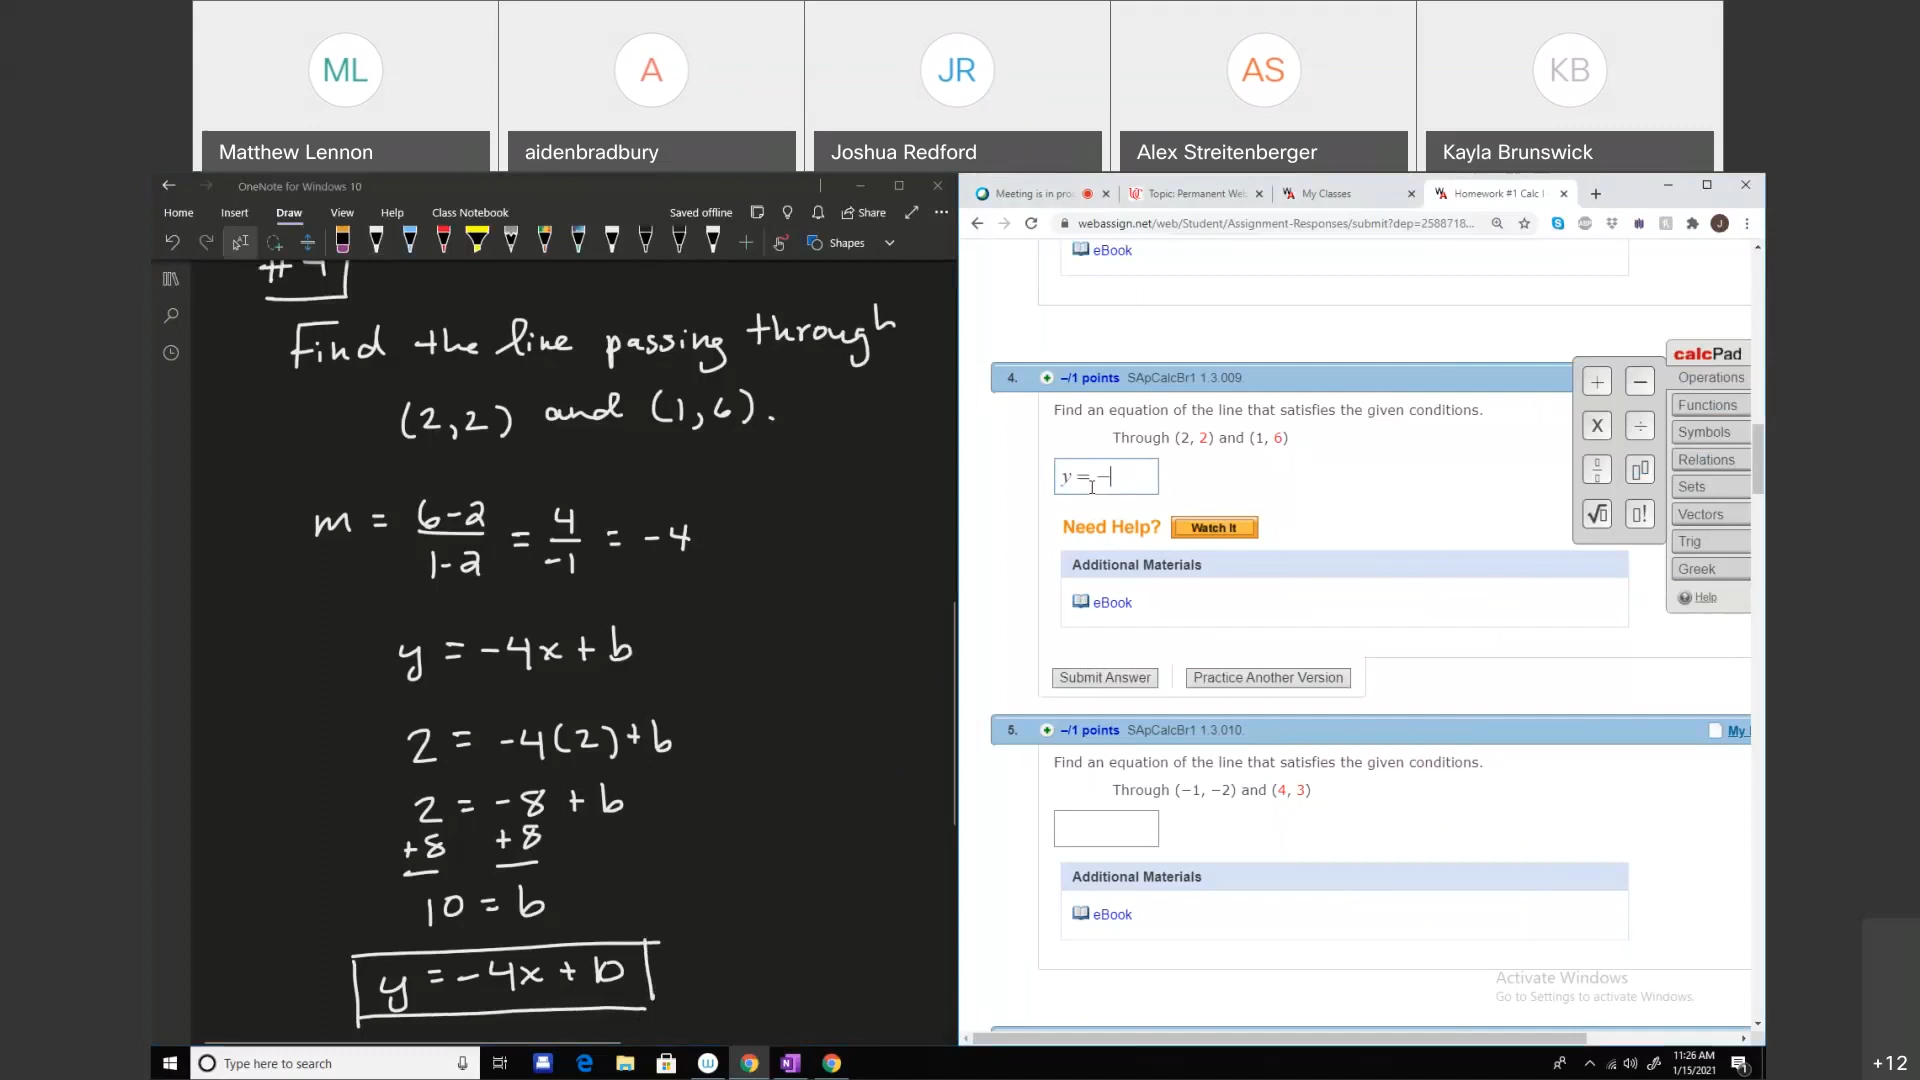 ML
A
JR
AS
KB
Matthew Lennon
aidenbradbury
Joshua Redford
Alex Streitenberger
Kayla Brunswick
OneNote for Windows 10
Home Insert Draw View Help Class Notebook Saved offline Share
Shapes
Find the line passing through
(2,2) and (1,6).
m = 6-2 / 1-2 = 4 / -1 = -4
y = -4x + b
2 = -4(2) + b
2 = -8 + b
+8 +8
10 = b
y = -4x + 10
Meeting is in pro
Topic: Permanent Web
My Classes
Homework #1 Calc I
webassign.net/web/Student/Assignment-Responses/submit?dep=2588718...
eBook
4. –/1 points SApCalcBr1 1.3.009.
Find an equation of the line that satisfies the given conditions.
Through (2, 2) and (1, 6)
y = −
Need Help? Watch It
Additional Materials
eBook
Submit Answer Practice Another Version
calcPad
Operations
Functions
Symbols
Relations
Sets
Vectors
Trig
Greek
Help
5. –/1 points SApCalcBr1 1.3.010. My
Find an equation of the line that satisfies the given conditions.
Through (−1, −2) and (4, 3)
Additional Materials
eBook
Activate Windows
Go to Settings to activate Windows.
Type here to search
11:26 AM
1/15/2021
+12